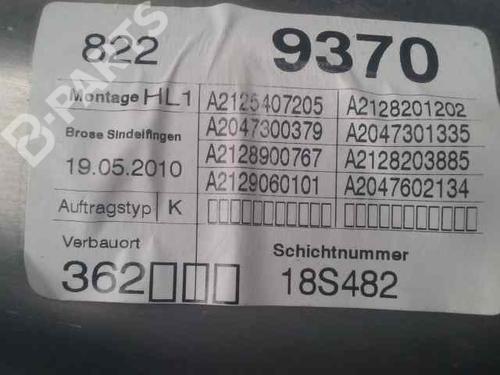 822 9370
Montage HL1 A2125407205 A2128201202
Brose Sindelfingen A2047300379 A2047301335
19.05.2010 A2128900767 A2128203885
A2129060101 A2047602134
Auftragstyp K
Verbauort Schichtnummer
362 18S482
B-PARTS